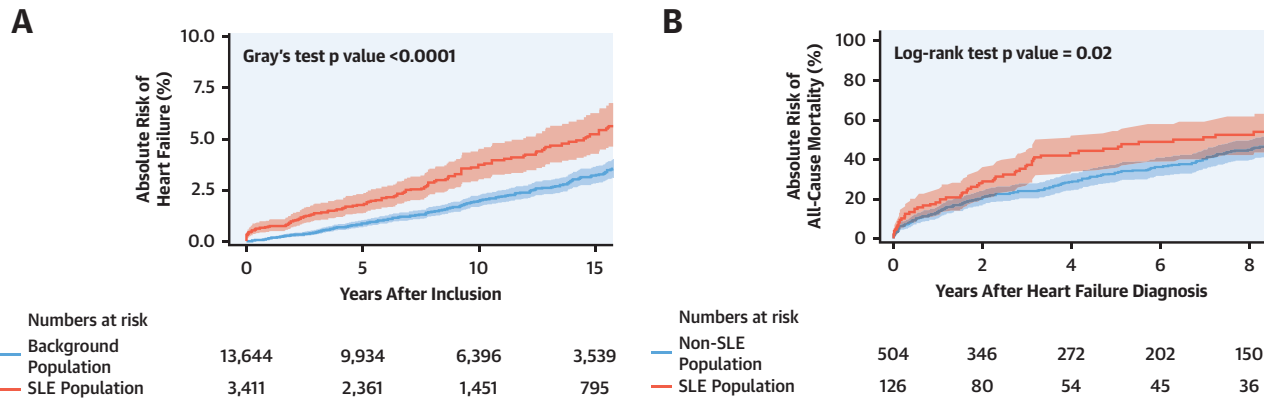 A
Absolute Risk of
Heart Failure (%)
10.0
7.5
5.0
2.5
0.0
Gray's test p value <0.0001
0 5 10 15
Years After Inclusion
Numbers at risk
Background
Population
13,644 9,934 6,396 3,539
SLE Population 3,411 2,361 1,451 795
B
Absolute Risk of
All-Cause Mortality (%)
100
80
60
40
20
0
Log-rank test p value = 0.02
0 2 4 6 8
Years After Heart Failure Diagnosis
Numbers at risk
Non-SLE
Population
504 346 272 202 150
SLE Population 126 80 54 45 36